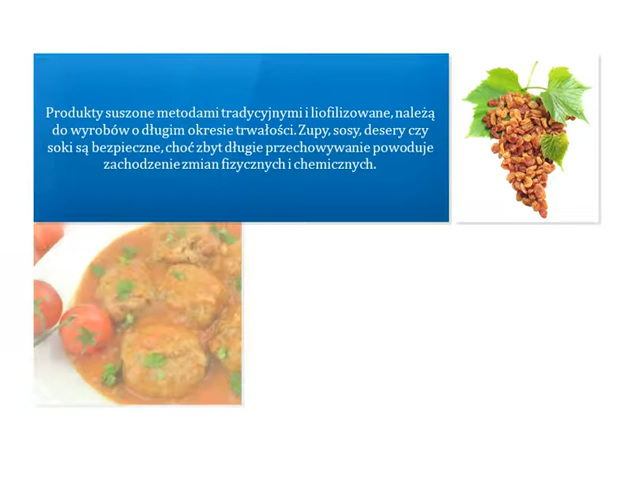 Produkty suszone metodami tradycyjnymi i liofilizowane, należą
do wyrobów o długim okresie trwałości. Zupy, sosy, desery czy
soki są bezpieczne, choć zbyt długie przechowywanie powoduje
zachodzenie zmian fizycznych i chemicznych.